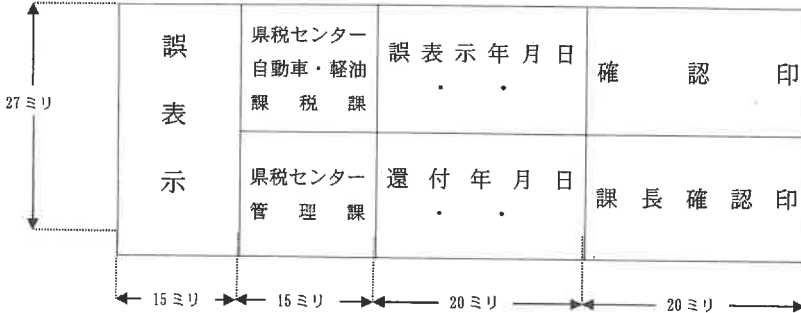 27ミリ
誤
表
示
県税センター
自動車・軽油
課税課
誤表示年月日
・　・
確認印
県税センター
管理課
還付年月日
・　・
課長確認印
15ミリ
15ミリ
20ミリ
20ミリ